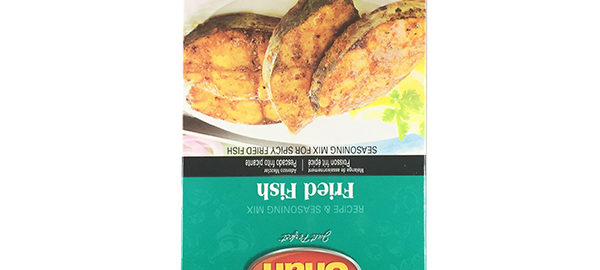 Shan
Just Perfect
RECIPE & SEASONING MIX
Fried Fish
Mélange de assaisonnement
Poisson frit épicé
Aderezo Mezclar
Pescado frito picante
SEASONING MIX FOR SPICY FRIED FISH